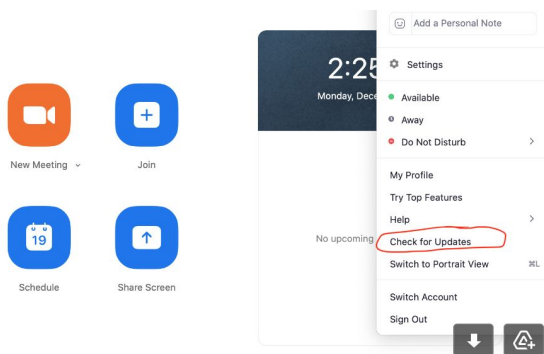 Add a Personal Note
Settings
2:25
Monday, Dece
Available
Away
Do Not Disturb
New Meeting
Join
My Profile
Try Top Features
Help
19
No upcoming
Check for Updates
Switch to Portrait View ⌘L
Schedule
Share Screen
Switch Account
Sign Out